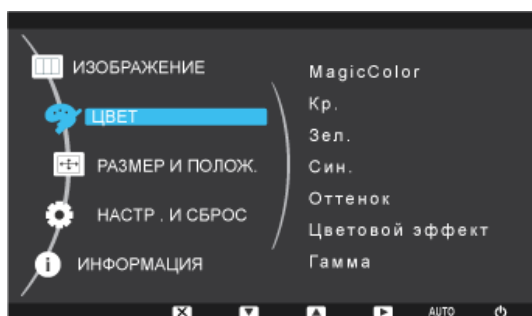 ИЗОБРАЖЕНИЕ
ЦВЕТ
РАЗМЕР И ПОЛОЖ.
НАСТР . И СБРОС
ИНФОРМАЦИЯ
MagicColor
Кр.
Зел.
Син.
Оттенок
Цветовой эффект
Гамма
AUTO